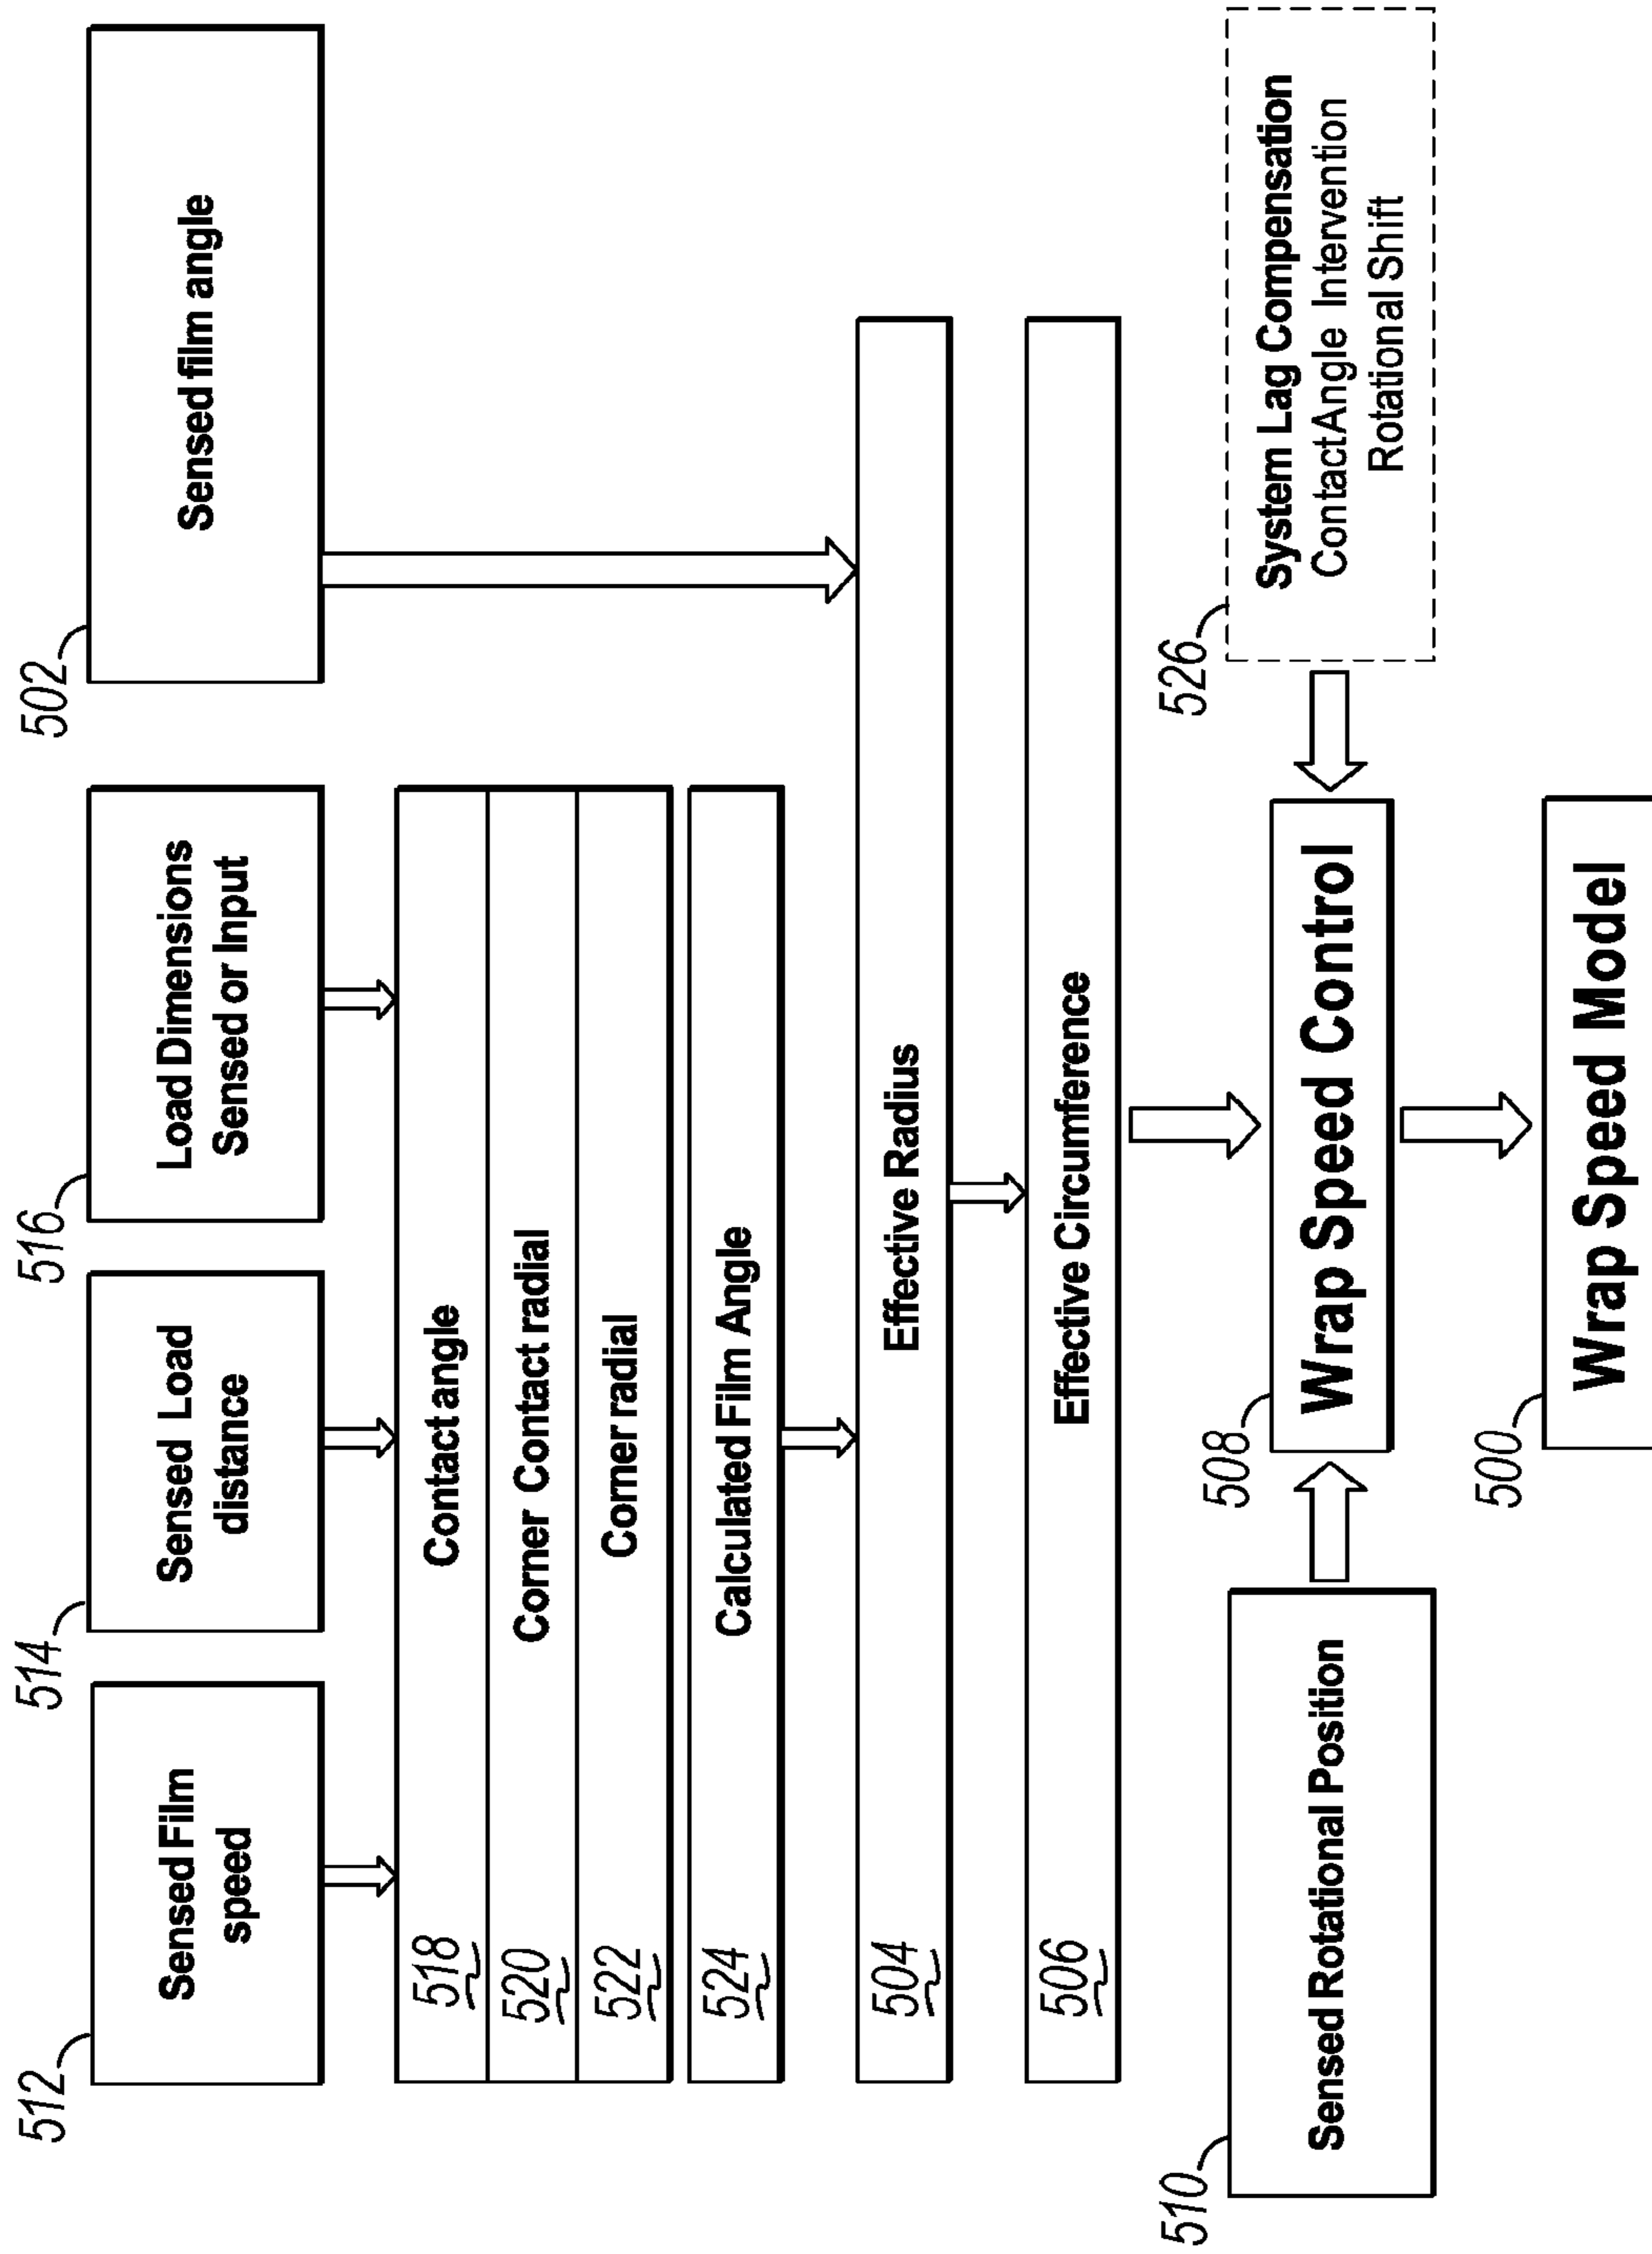 512
Sensed Film
speed
514
Sensed Load
distance
516
Load Dimensions
Sensed or Input
502
Sensed film angle
518
Contact angle
520
Corner Contact radial
522
Corner radial
524
Calculated Film Angle
504
Effective Radius
506
Effective Circumference
510
Sensed Rotational Position
508
Wrap Speed Control
526
System Lag Compensation
Contact Angle Intervention
Rotational Shift
500
Wrap Speed Model